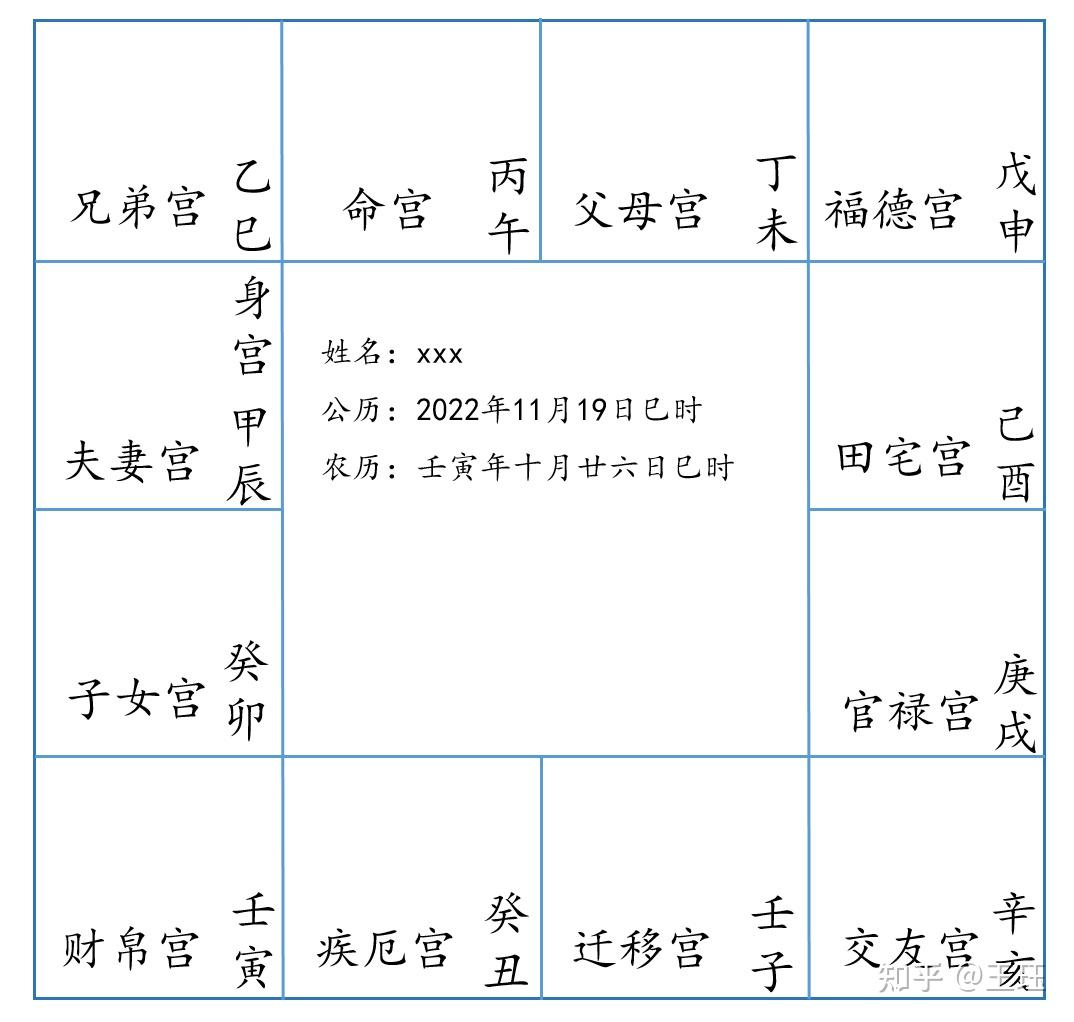 兄弟宫 乙巳
命宫 丙午
父母宫 丁未
福德宫 戊申
夫妻宫 身宫 甲辰
姓名：xxx
公历：2022年11月19日巳时
农历：壬寅年十月廿六日巳时
田宅宫 己酉
子女宫 癸卯
官禄宫 庚戌
财帛宫 壬寅
疾厄宫 癸丑
迁移宫 壬子
交友宫 辛亥
知乎 @王珏